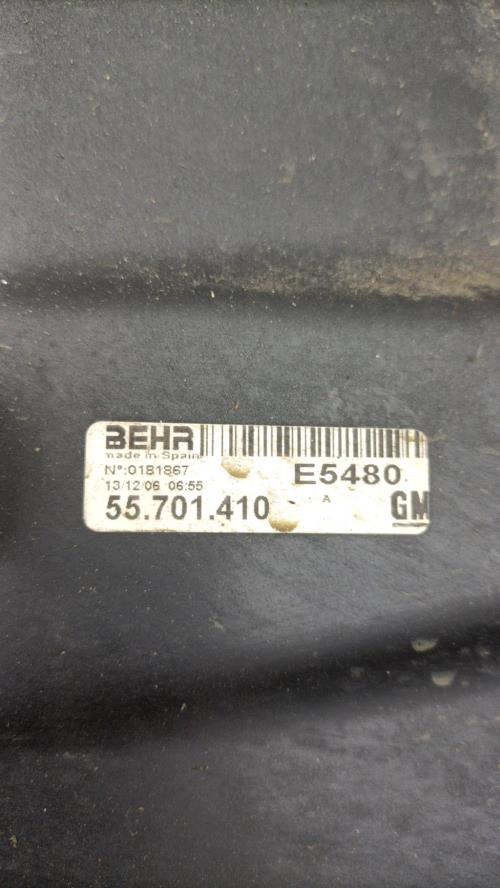 BEHR
made in Spain
N°:0181867
E5480
13/12/06 06:55
A
55.701.410
GM